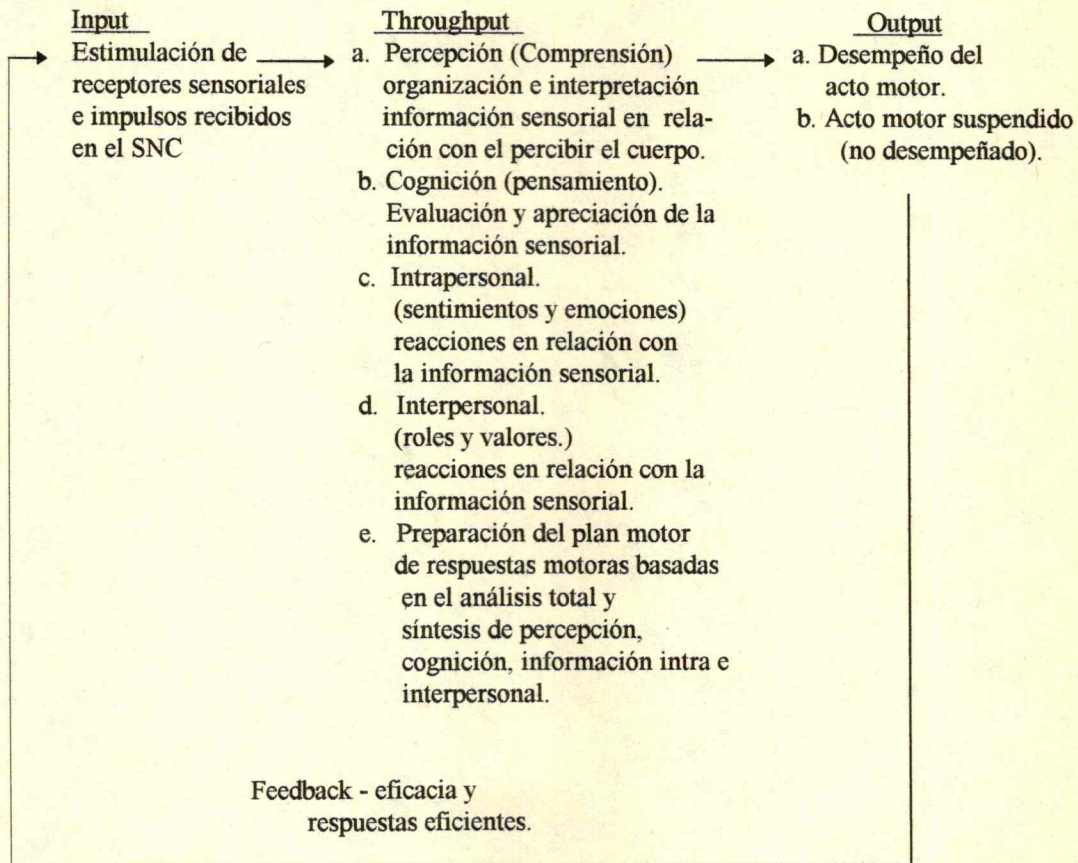 Input
Estimulación de
receptores sensoriales
e impulsos recibidos
en el SNC
Throughput
a. Percepción (Comprensión)
organización e interpretación
información sensorial en rela-
ción con el percibir el cuerpo.
b. Cognición (pensamiento).
Evaluación y apreciación de la
información sensorial.
c. Intrapersonal.
(sentimientos y emociones)
reacciones en relación con
la información sensorial.
d. Interpersonal.
(roles y valores.)
reacciones en relación con la
información sensorial.
e. Preparación del plan motor
de respuestas motoras basadas
en el análisis total y
síntesis de percepción,
cognición, información intra e
interpersonal.
Output
a. Desempeño del
acto motor.
b. Acto motor suspendido
(no desempeñado).
Feedback - eficacia y
respuestas eficientes.